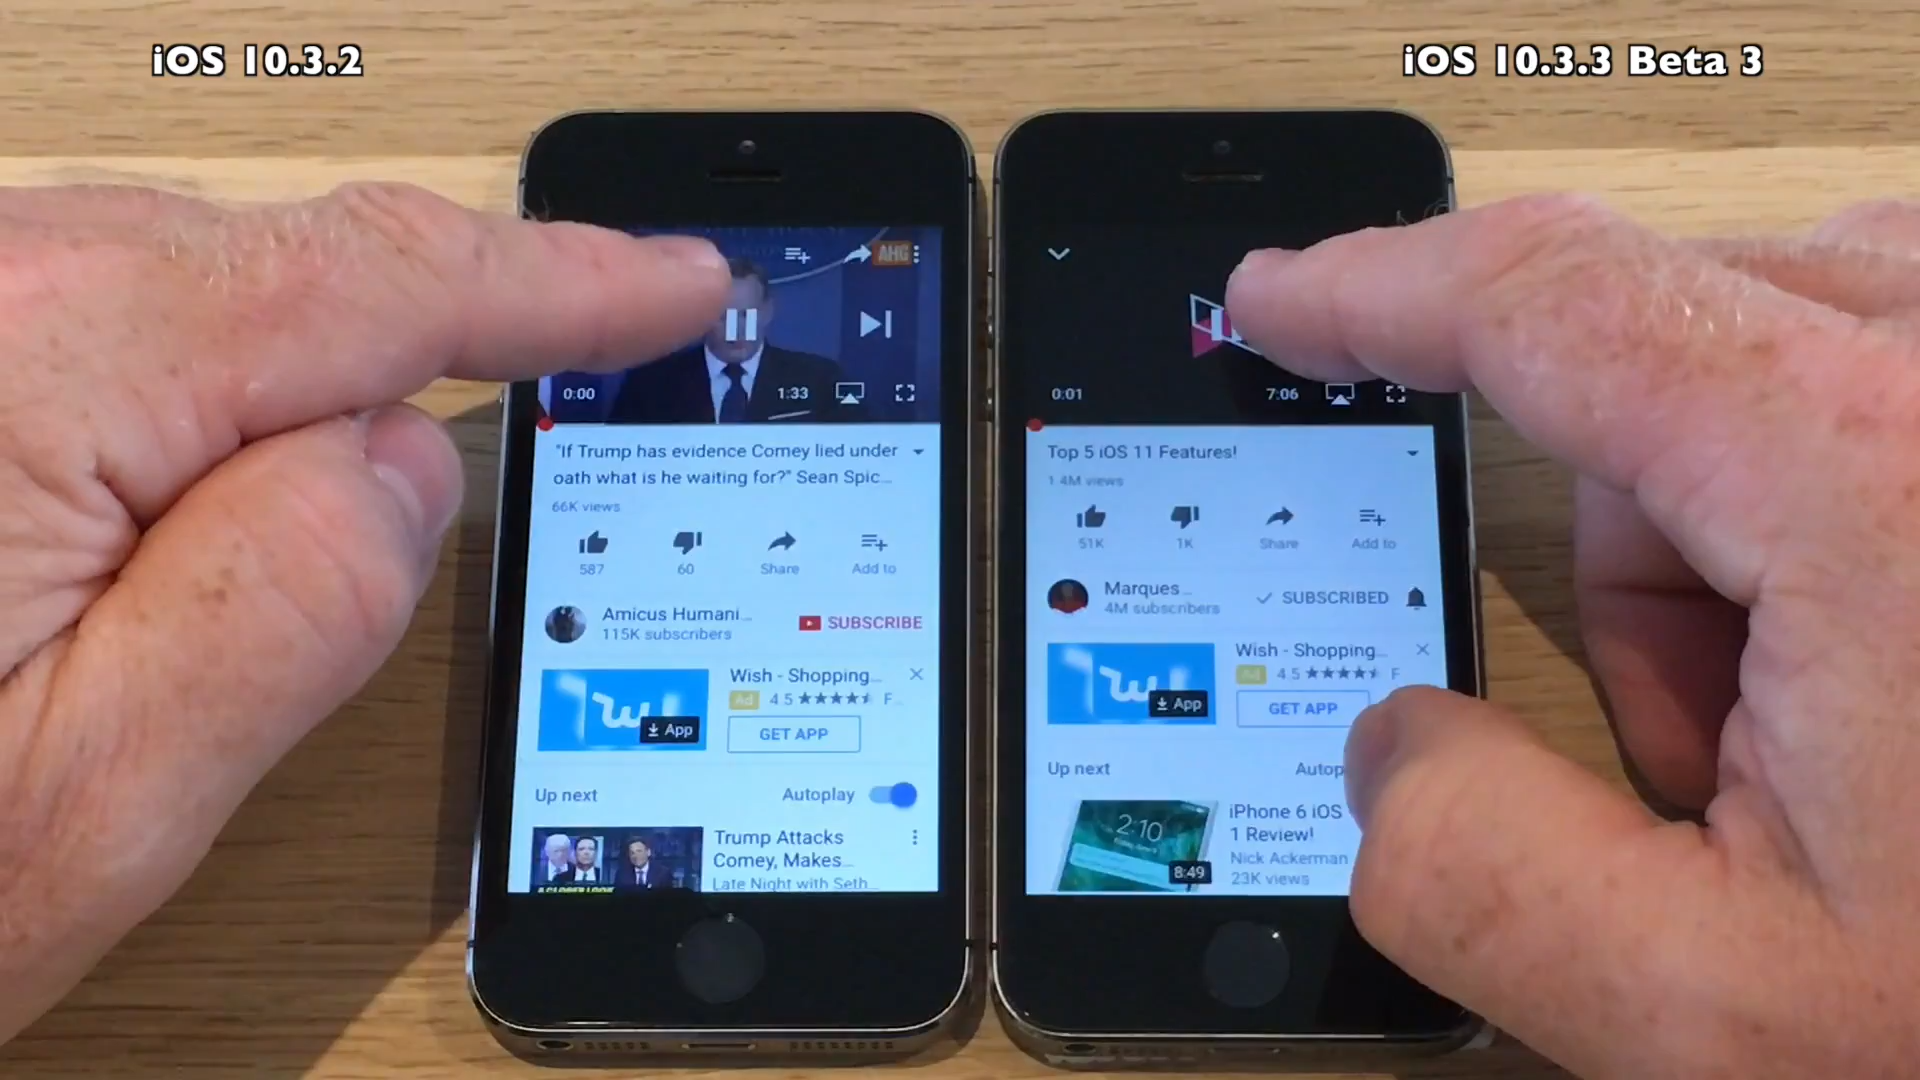 iOS 10.3.2
iOS 10.3.3 Beta 3
AHG
0:00
1:33
"If Trump has evidence Comey lied under
oath what is he waiting for?" Sean Spic...
66K views
587
60
Share
Add to
Amicus Humani...
115K subscribers
SUBSCRIBE
Wish - Shopping...
Ad 4.5 F...
App
GET APP
Up next
Autoplay
Trump Attacks
Comey, Makes...
Late Night with Seth...
A CLOSER LOOK
0:01
7:06
Top 5 iOS 11 Features!
1.4M views
51K
1K
Share
Add to
Marques...
4M subscribers
SUBSCRIBED
Wish - Shopping...
Ad 4.5 F
App
GET APP
Up next
Autop
2:10
8:49
iPhone 6 iOS
1 Review!
Nick Ackerman
23K views